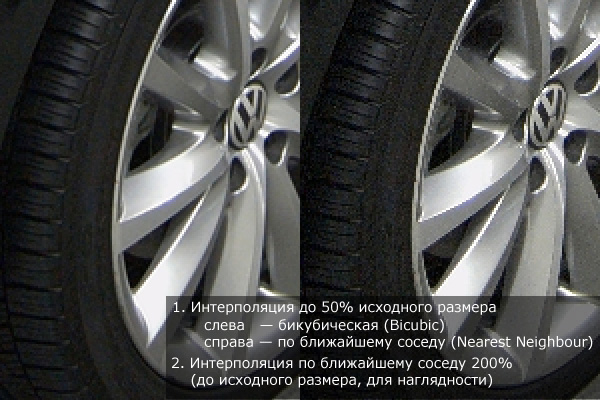 1. Интерполяция до 50% исходного размера
слева — бикубическая (Bicubic)
справа — по ближайшему соседу (Nearest Neighbour)
2. Интерполяция по ближайшему соседу 200%
(до исходного размера, для наглядности)